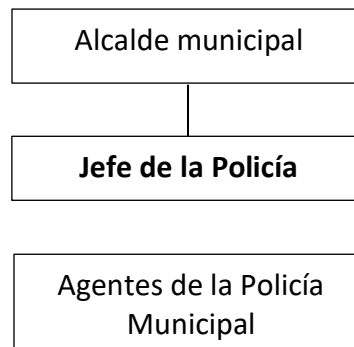 Alcalde municipal
Jefe de la Policía
Agentes de la Policía
Municipal